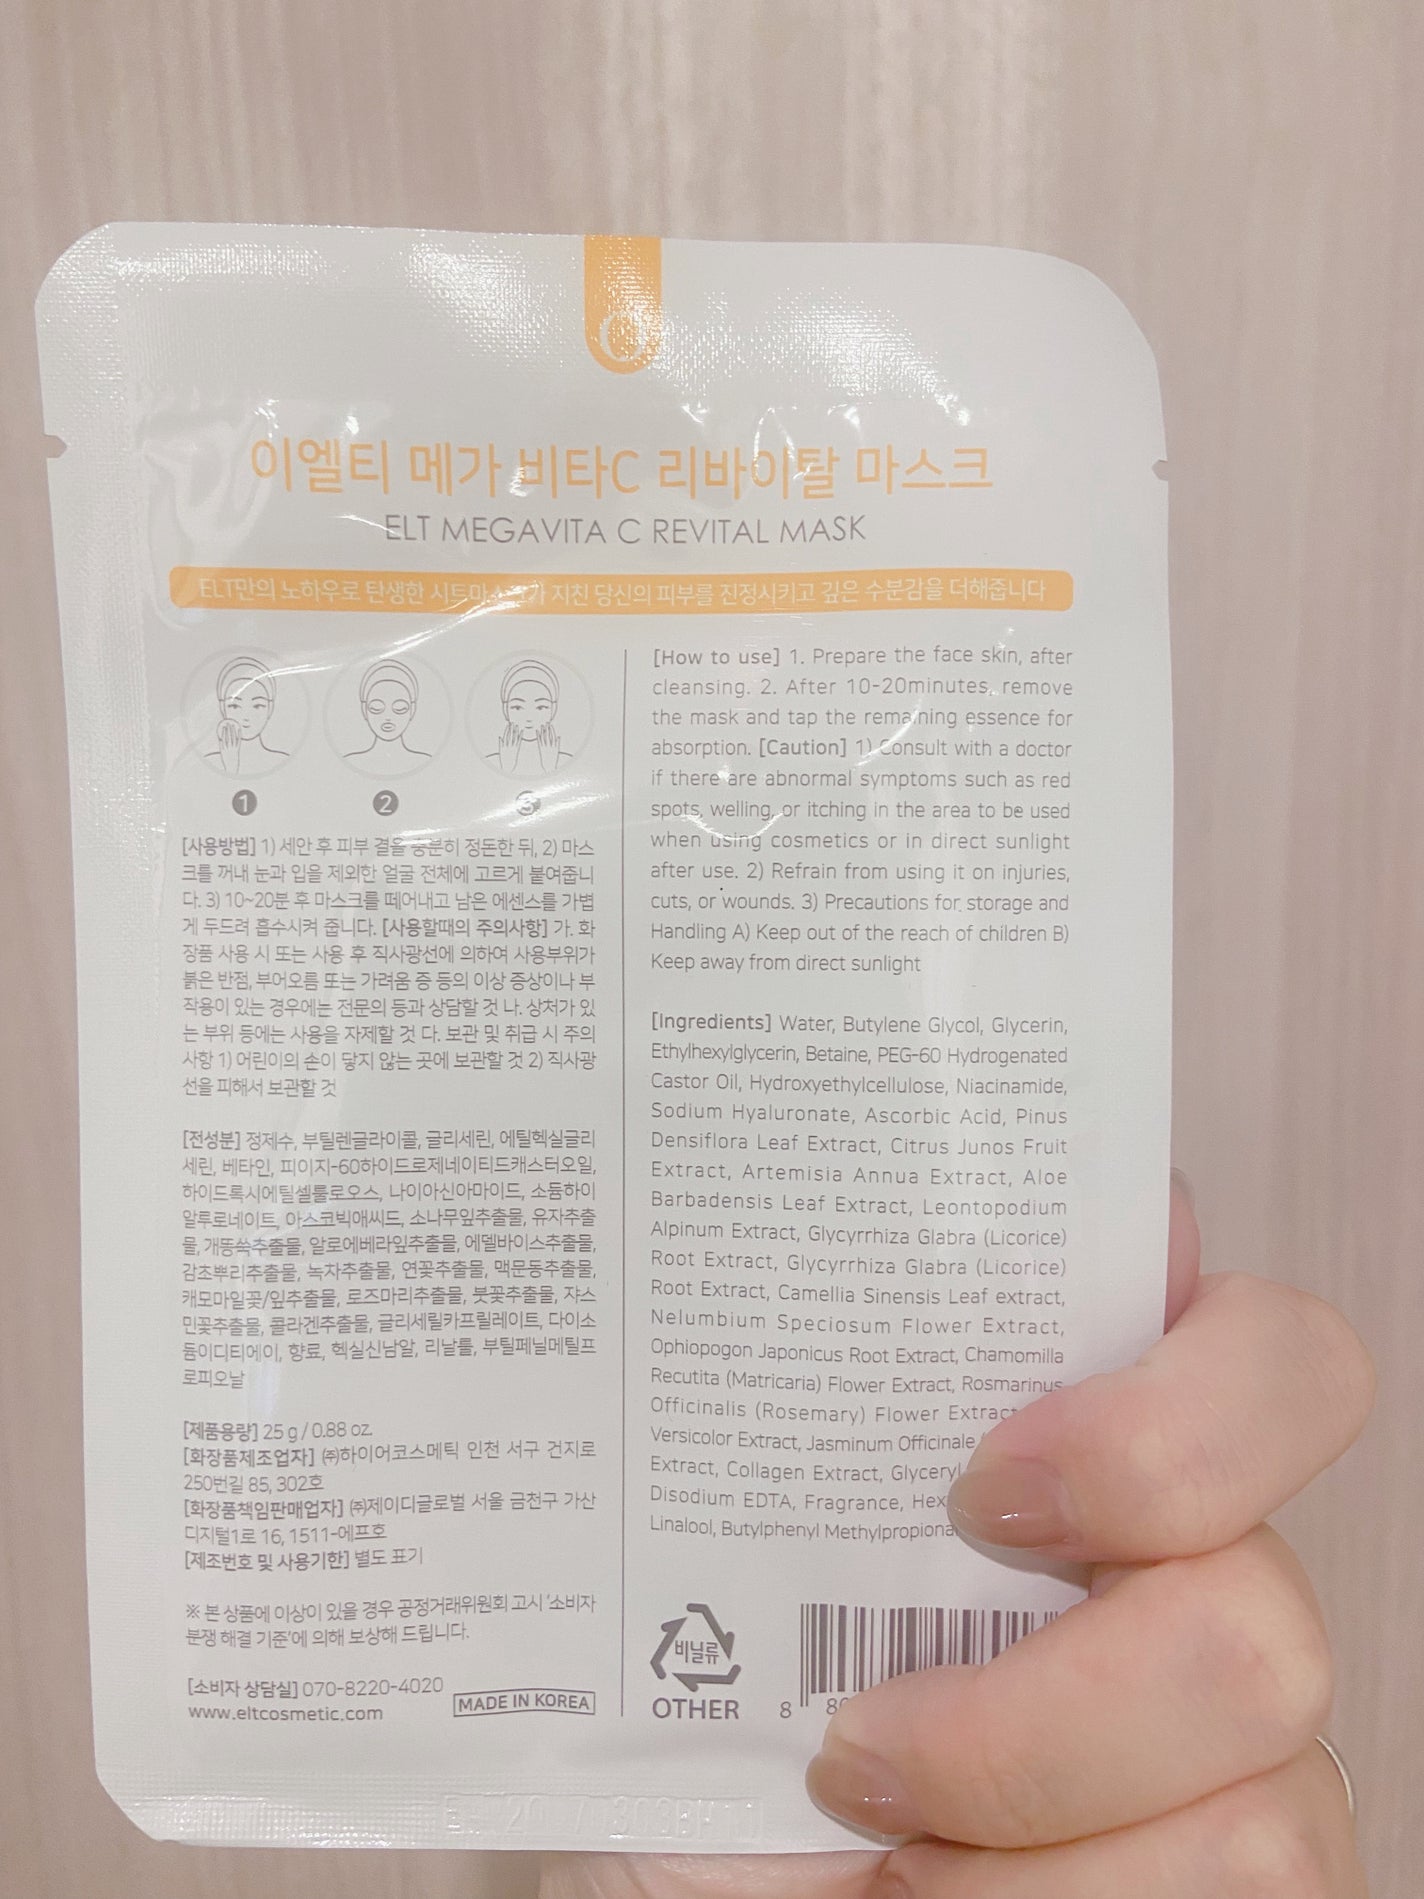 이엘티 메가 비타C 리바이탈 마스크
ELT MEGAVITA C REVITAL MASK
ELT만의 노하우로 탄생한 시트마스크가 지친 당신의 피부를 진정시키고 깊은 수분감을 더해줍니다
1
2
3
[사용방법] 1) 세안 후 피부 결을 충분히 정돈한 뒤, 2) 마스
크를 꺼내 눈과 입을 제외한 얼굴 전체에 고르게 붙여줍니
다. 3) 10~20분 후 마스크를 떼어내고 남은 에센스를 가볍
게 두드려 흡수시켜 줍니다. [사용할때의 주의사항] 가. 화
장품 사용 시 또는 사용 후 직사광선에 의하여 사용부위가
붉은 반점, 부어오름 또는 가려움 증 등의 이상 증상이나 부
작용이 있는 경우에는 전문의 등과 상담할 것 나. 상처가 있
는 부위 등에는 사용을 자제할 것 다. 보관 및 취급 시 주의
사항 1) 어린이의 손이 닿지 않는 곳에 보관할 것 2) 직사광
선을 피해서 보관할 것
[전성분] 정제수, 부틸렌글라이콜, 글리세린, 에틸헥실글리
세린, 베타인, 피이지-60하이드로제네이티드캐스터오일,
하이드록시에틸셀룰로오스, 나이아신아마이드, 소듐하이
알루로네이트, 아스코빅애씨드, 소나무잎추출물, 유자추출
물, 개똥쑥추출물, 알로에베라잎추출물, 에델바이스추출물,
감초뿌리추출물, 녹차추출물, 연꽃추출물, 맥문동추출물,
캐모마일꽃/잎추출물, 로즈마리추출물, 붓꽃추출물, 쟈스
민꽃추출물, 콜라겐추출물, 글리세릴카프릴레이트, 다이소
듐이디티에이, 향료, 헥실신남알, 리날룰, 부틸페닐메틸프
로피오날
[제품용량] 25 g / 0.88 oz.
[화장품제조업자] ㈜하이어코스메틱 인천 서구 건지로
250번길 85, 302호
[화장품책임판매업자] ㈜제이디글로벌 서울 금천구 가산
디지털1로 16, 1511-에프호
[제조번호 및 사용기한] 별도 표기
※ 본 상품에 이상이 있을 경우 공정거래위원회 고시 '소비자
분쟁 해결 기준'에 의해 보상해 드립니다.
[소비자 상담실] 070-8220-4020
www.eltcosmetic.com
MADE IN KOREA
[How to use] 1. Prepare the face skin, after
cleansing. 2. After 10-20minutes, remove
the mask and tap the remaining essence for
absorption. [Caution] 1) Consult with a doctor
if there are abnormal symptoms such as red
spots, welling, or itching in the area to be used
when using cosmetics or in direct sunlight
after use. 2) Refrain from using it on injuries,
cuts, or wounds. 3) Precautions for storage and
Handling A) Keep out of the reach of children B)
Keep away from direct sunlight
[Ingredients] Water, Butylene Glycol, Glycerin,
Ethylhexylglycerin, Betaine, PEG-60 Hydrogenated
Castor Oil, Hydroxyethylcellulose, Niacinamide,
Sodium Hyaluronate, Ascorbic Acid, Pinus
Densiflora Leaf Extract, Citrus Junos Fruit
Extract, Artemisia Annua Extract, Aloe
Barbadensis Leaf Extract, Leontopodium
Alpinum Extract, Glycyrrhiza Glabra (Licorice)
Root Extract, Glycyrrhiza Glabra (Licorice)
Root Extract, Camellia Sinensis Leaf extract,
Nelumbium Speciosum Flower Extract,
Ophiopogon Japonicus Root Extract, Chamomilla
Recutita (Matricaria) Flower Extract, Rosmarinus
Officinalis (Rosemary) Flower Extract
Versicolor Extract, Jasminum Officinale
Extract, Collagen Extract, Glyceryl
Disodium EDTA, Fragrance,
Linalool, Butylphenyl
비닐류
OTHER
8